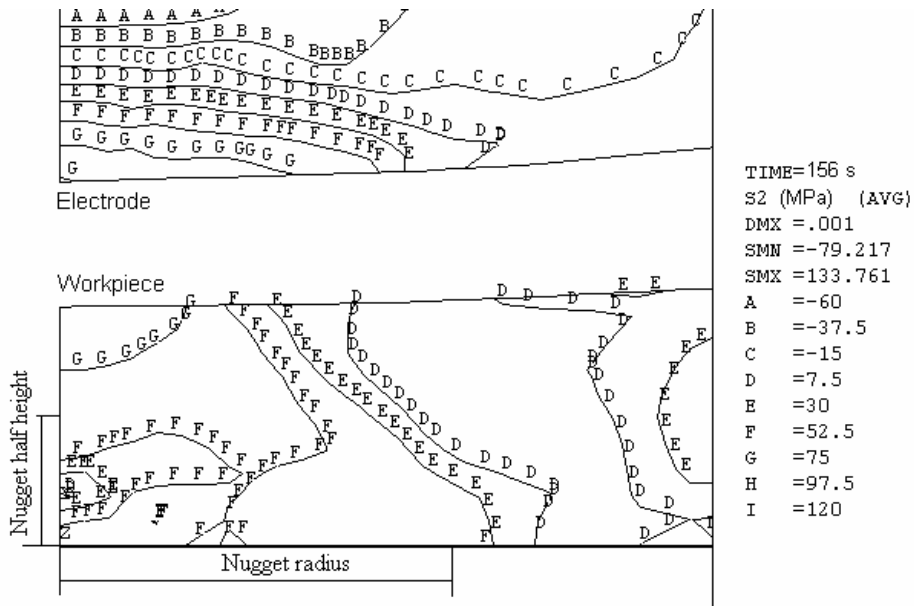 Electrode
Workpiece
Nugget half height
Nugget radius
TIME=156 s
S2 (MPa) (AVG)
DMX =.001
SMN =-79.217
SMX =133.761
A =-60
B =-37.5
C =-15
D =7.5
E =30
F =52.5
G =75
H =97.5
I =120